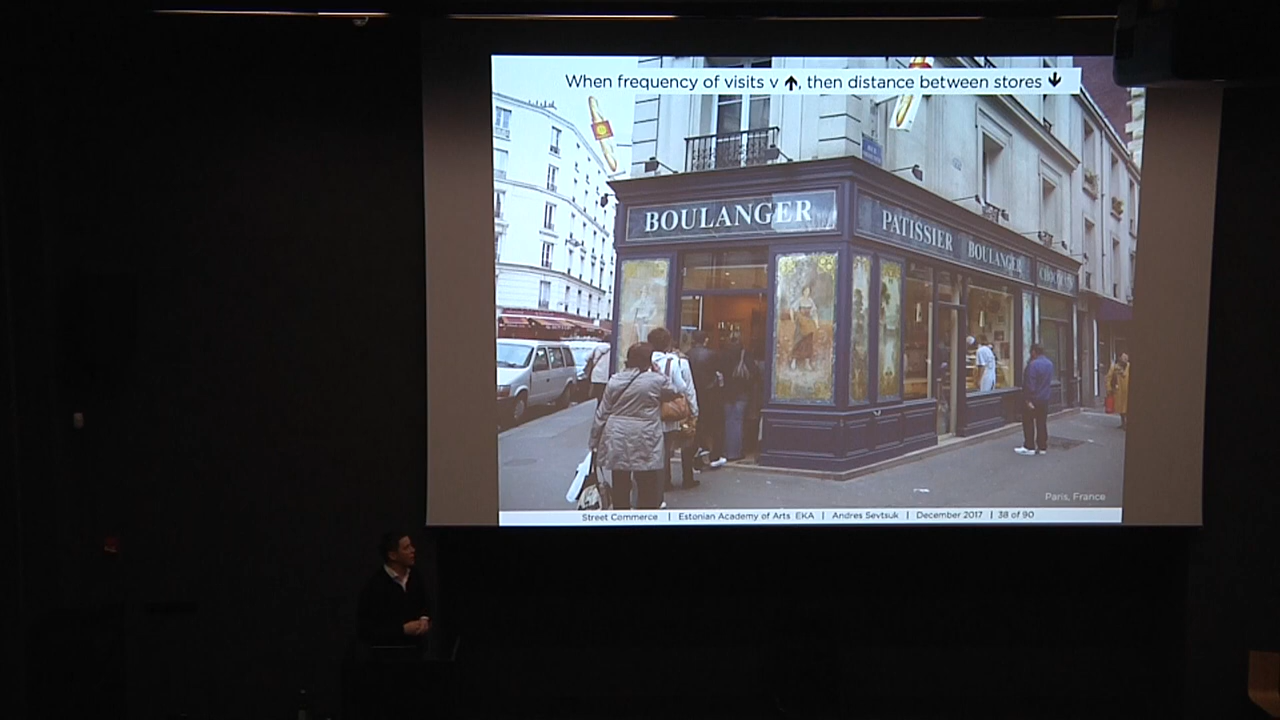 When frequency of visits v ↑, then distance between stores ↓
BOULANGER
PATISSIER BOULANGER
Paris, France
Street Commerce | Estonian Academy of Arts EKA | Andres Sevtsuk | December 2017 | 38 of 90